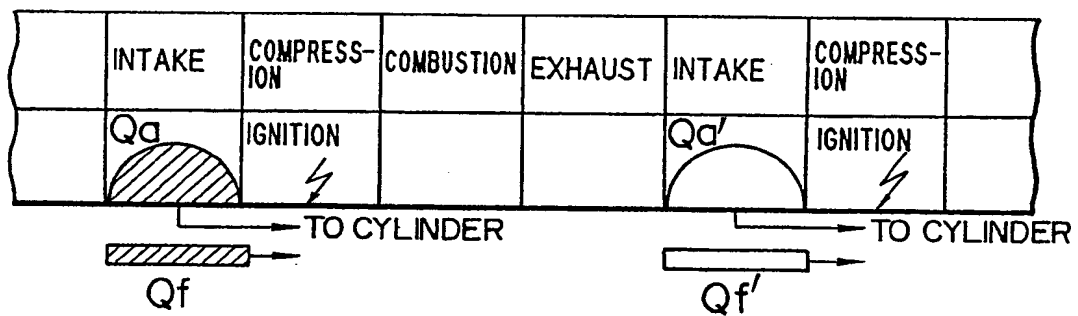 INTAKE
COMPRESS-
ION
COMBUSTION
EXHAUST
INTAKE
COMPRESS-
ION
Qa
IGNITION
Qa'
IGNITION
TO CYLINDER
TO CYLINDER
Qf
Qf'